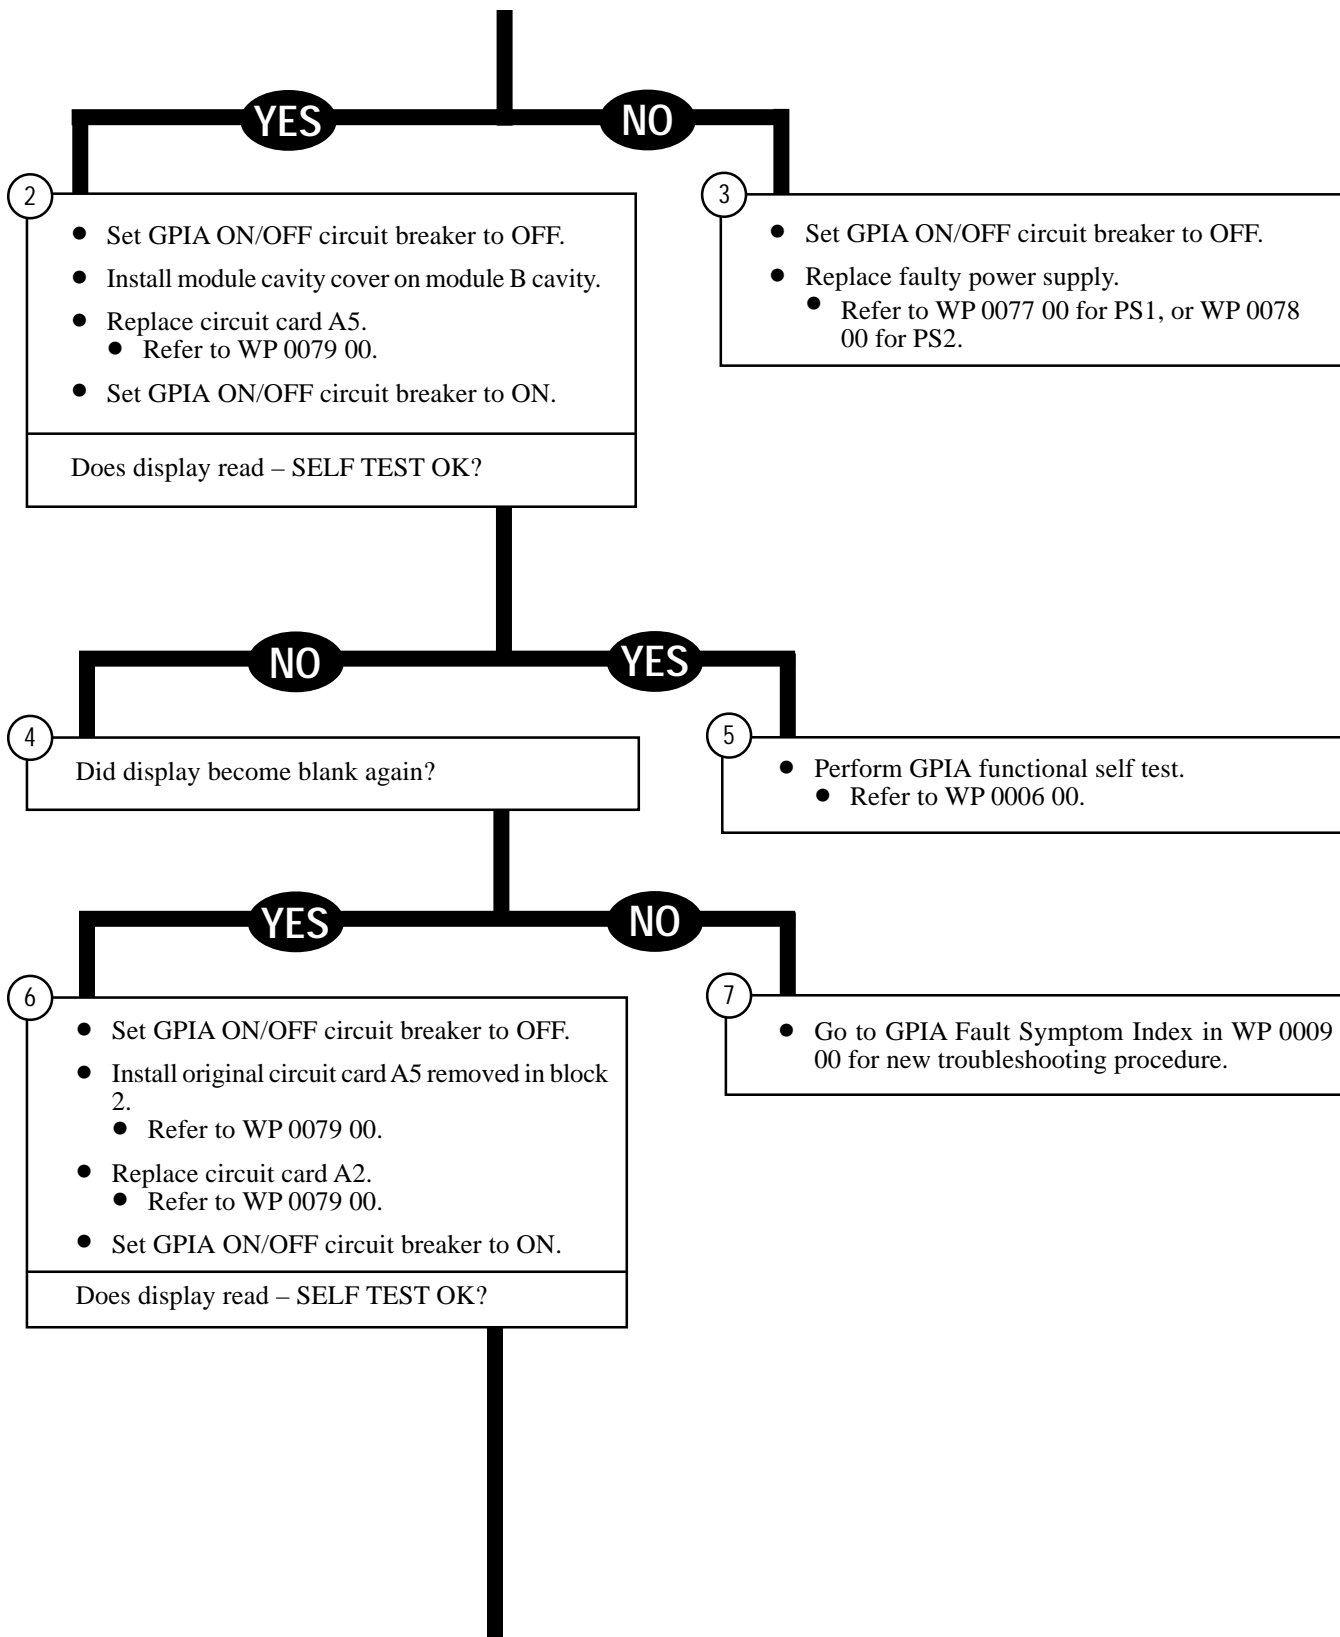 YES
NO
2
● Set GPIA ON/OFF circuit breaker to OFF.
● Install module cavity cover on module B cavity.
● Replace circuit card A5.
● Refer to WP 0079 00.
● Set GPIA ON/OFF circuit breaker to ON.
Does display read – SELF TEST OK?
3
● Set GPIA ON/OFF circuit breaker to OFF.
● Replace faulty power supply.
● Refer to WP 0077 00 for PS1, or WP 0078
00 for PS2.
NO
YES
4
Did display become blank again?
5
● Perform GPIA functional self test.
● Refer to WP 0006 00.
YES
NO
6
● Set GPIA ON/OFF circuit breaker to OFF.
● Install original circuit card A5 removed in block
2.
● Refer to WP 0079 00.
● Replace circuit card A2.
● Refer to WP 0079 00.
● Set GPIA ON/OFF circuit breaker to ON.
Does display read – SELF TEST OK?
7
● Go to GPIA Fault Symptom Index in WP 0009
00 for new troubleshooting procedure.